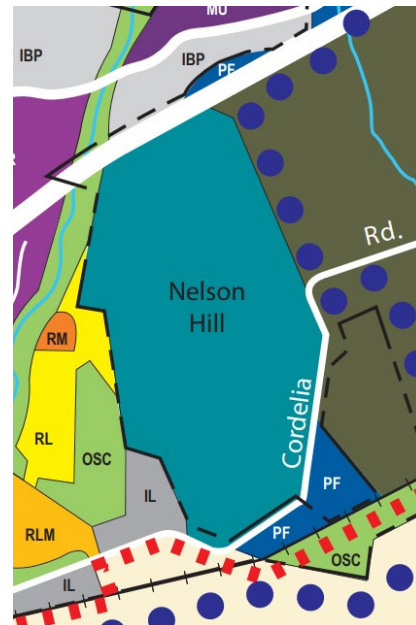 MU
IBP
IBP
PF
R
Rd.
Nelson
Hill
RM
Cordelia
RL
OSC
IL
PF
RLM
PF
OSC
IL